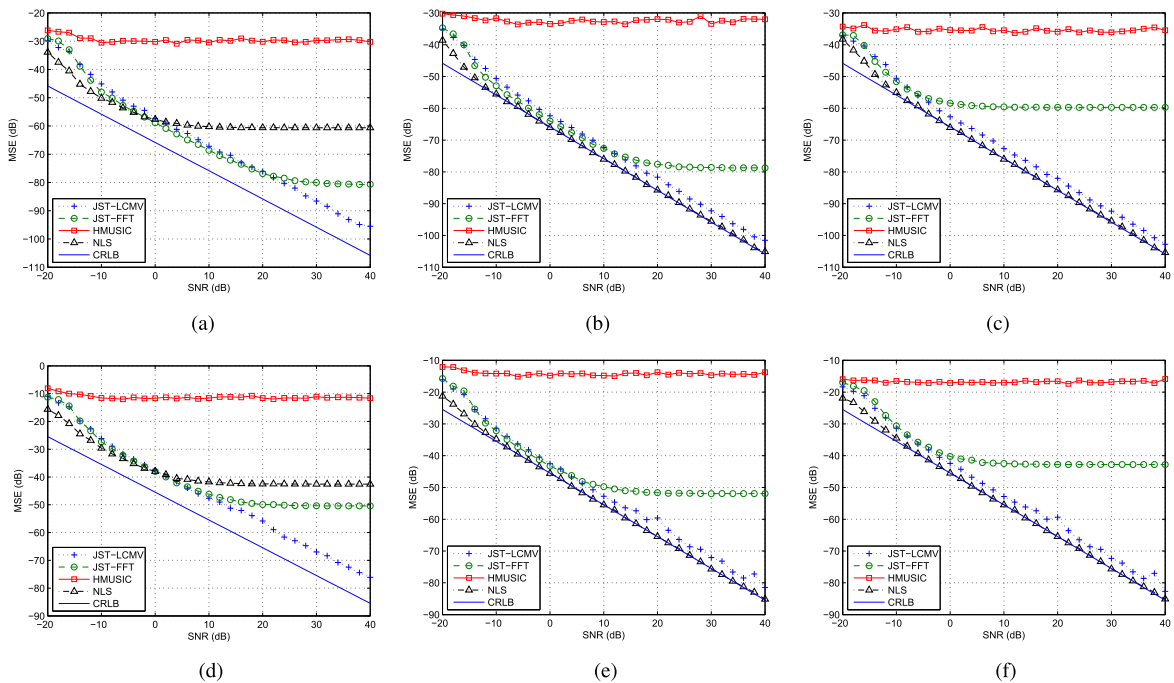 −20
−30
−40
−50
−60
−70
−80
−90
−100
−110
MSE (dB)
−20 −10 0 10 20 30 40
SNR (dB)
JST−LCMV
JST−FFT
HMUSIC
NLS
CRLB
(a)
−30
−40
−50
−60
−70
−80
−90
−100
−110
MSE (dB)
−20 −10 0 10 20 30 40
SNR (dB)
JST−LCMV
JST−FFT
HMUSIC
NLS
CRLB
(b)
−30
−40
−50
−60
−70
−80
−90
−100
−110
MSE (dB)
−20 −10 0 10 20 30 40
SNR (dB)
JST−LCMV
JST−FFT
HMUSIC
NLS
CRLB
(c)
0
−10
−20
−30
−40
−50
−60
−70
−80
−90
MSE (dB)
−20 −10 0 10 20 30 40
SNR (dB)
JST−LCMV
JST−FFT
HMUSIC
NLS
CRLB
(d)
−10
−20
−30
−40
−50
−60
−70
−80
−90
MSE (dB)
−20 −10 0 10 20 30 40
SNR (dB)
JST−LCMV
JST−FFT
HMUSIC
NLS
CRLB
(e)
−10
−20
−30
−40
−50
−60
−70
−80
−90
MSE (dB)
−20 −10 0 10 20 30 40
SNR (dB)
JST−LCMV
JST−FFT
HMUSIC
NLS
CRLB
(f)